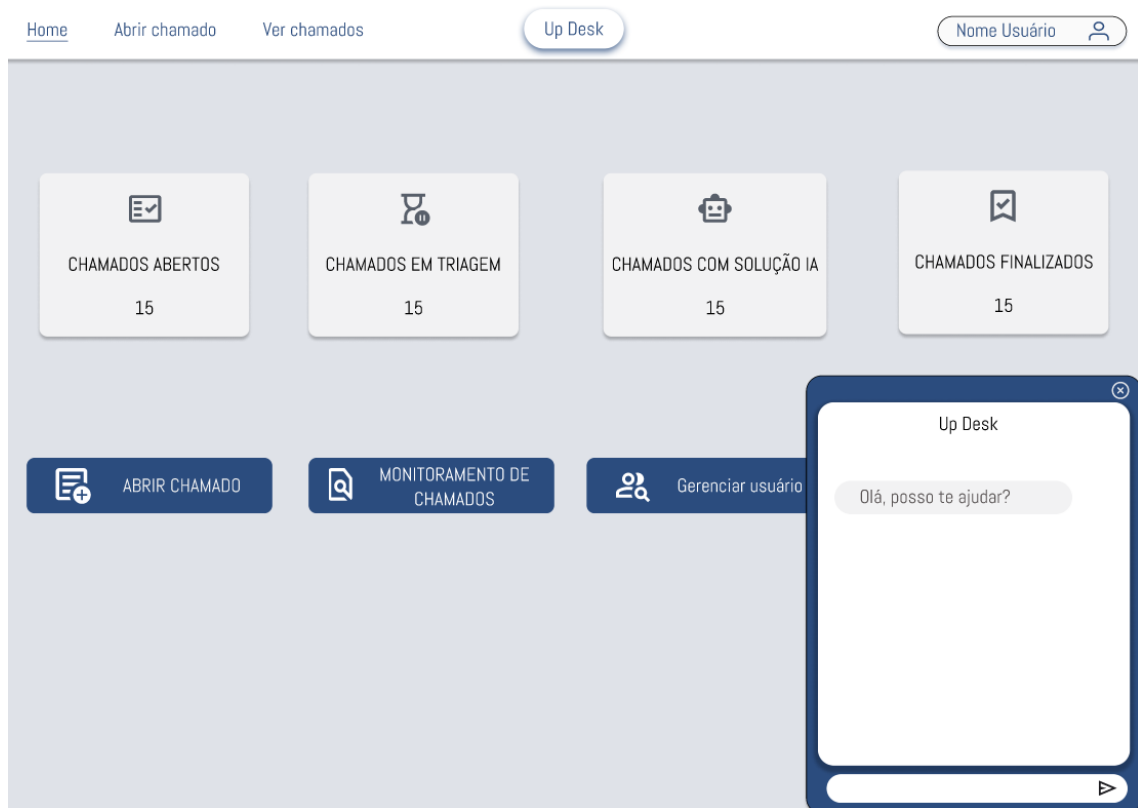 Home
Abrir chamado
Ver chamados
Up Desk
Nome Usuário
CHAMADOS ABERTOS
15
CHAMADOS EM TRIAGEM
15
CHAMADOS COM SOLUÇÃO IA
15
CHAMADOS FINALIZADOS
15
ABRIR CHAMADO
MONITORAMENTO DE
CHAMADOS
Gerenciar usuário
Up Desk
Olá, posso te ajudar?